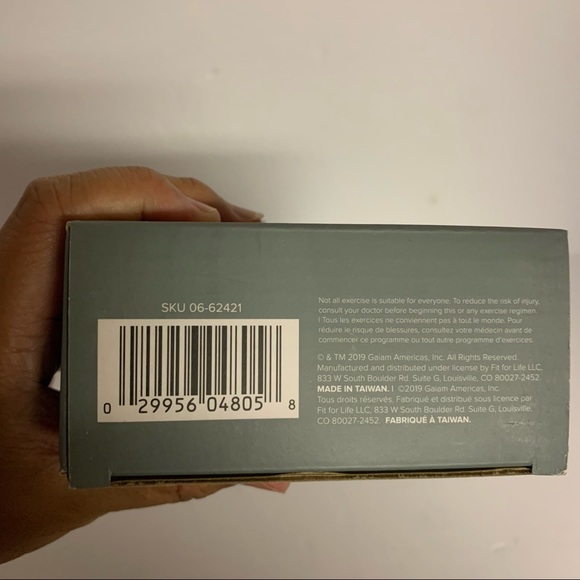 SKU 06-62421
0 29956 04805 8
Not all exercise is suitable for everyone. To reduce the risk of injury,
consult your doctor before beginning this or any exercise regimen.
I Tous les exercices ne conviennent pas à tout le monde. Pour
réduire le risque de blessures, consultez votre médecin avant de
commencer ce programme ou tout autre programme d'exercices.
© & TM 2019 Gaiam Americas, Inc. All Rights Reserved.
Manufactured and distributed under license by Fit for Life LLC,
833 W South Boulder Rd. Suite G, Louisville, CO 80027-2452.
MADE IN TAIWAN. I ©2019 Gaiam Americas, Inc.
Tous droits réservés. Fabriqué et distribué sous licence par
Fit for Life LLC, 833 W South Boulder Rd, Suite G, Louisville,
CO 80027-2452. FABRIQUÉ À TAIWAN.